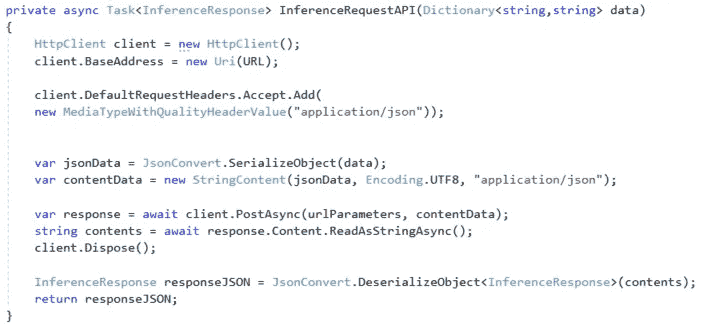 private async Task<InferenceResponse> InferenceRequestAPI(Dictionary<string,string> data)
{
HttpClient client = new HttpClient();
client.BaseAddress = new Uri(URL);
client.DefaultRequestHeaders.Accept.Add(
new MediaTypeWithQualityHeaderValue("application/json"));
var jsonData = JsonConvert.SerializeObject(data);
var contentData = new StringContent(jsonData, Encoding.UTF8, "application/json");
var response = await client.PostAsync(urlParameters, contentData);
string contents = await response.Content.ReadAsStringAsync();
client.Dispose();
InferenceResponse responseJSON = JsonConvert.DeserializeObject<InferenceResponse>(contents);
return responseJSON;
}